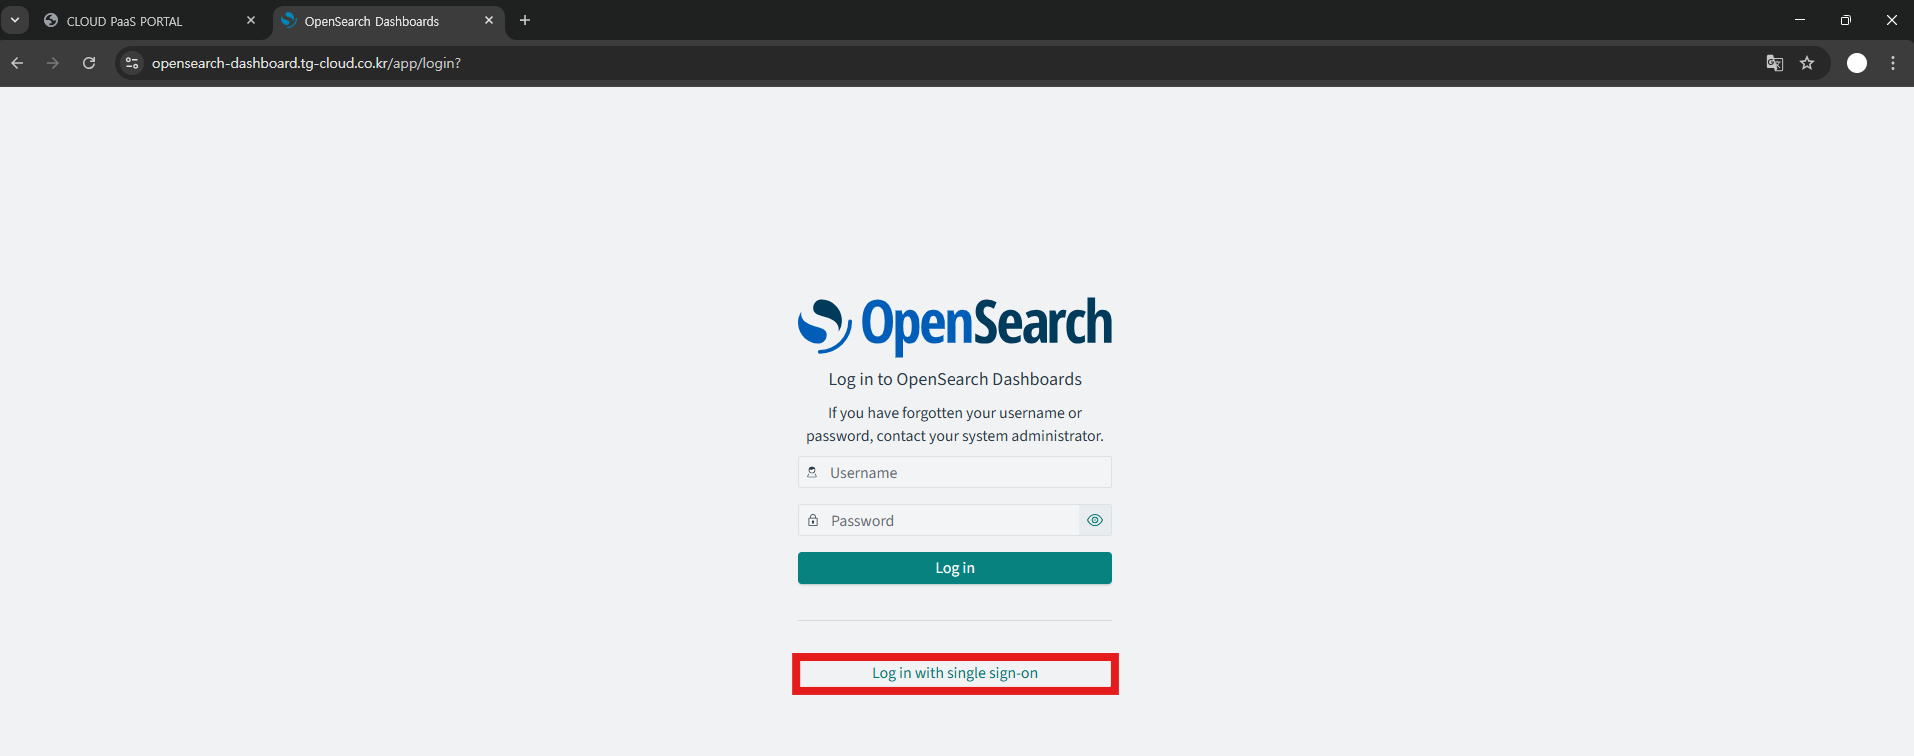 CLOUD PaaS PORTAL
OpenSearch Dashboards
opensearch-dashboard.tg-cloud.co.kr/app/login?
OpenSearch
Log in to OpenSearch Dashboards
If you have forgotten your username or
password, contact your system administrator.
Username
Password
Log in
Log in with single sign-on